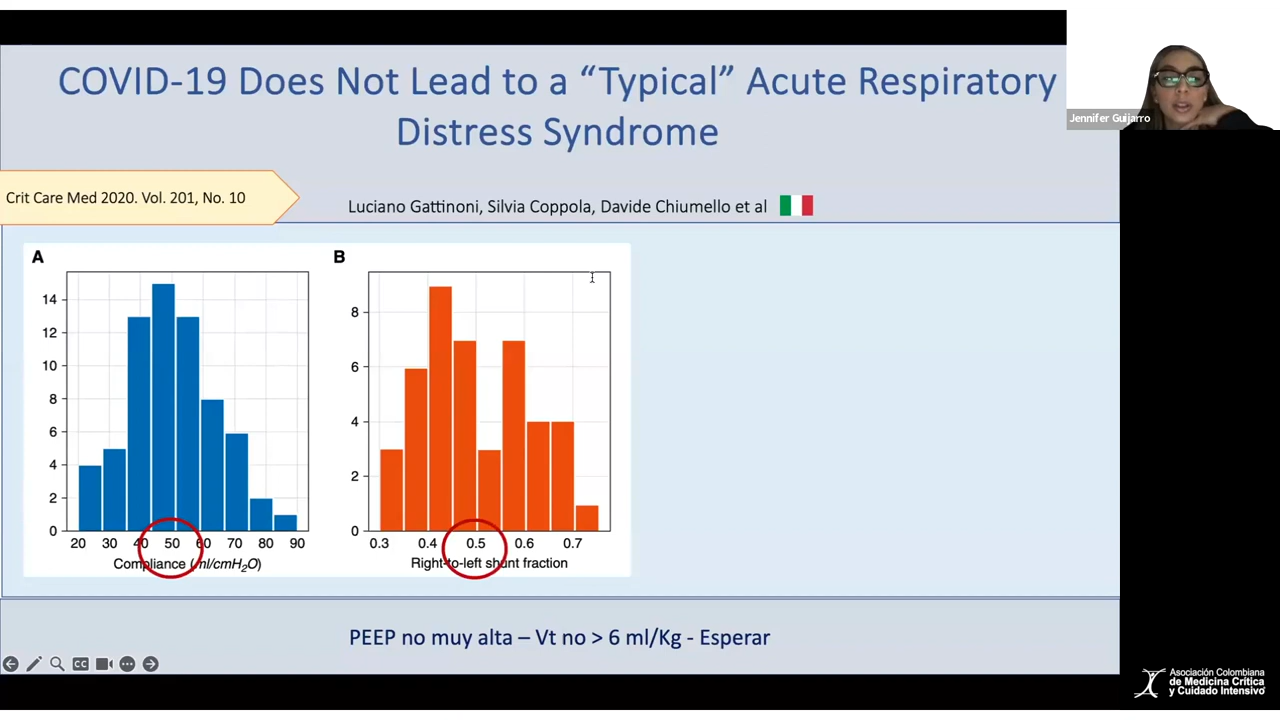 COVID-19 Does Not Lead to a “Typical” Acute Respiratory
Distress Syndrome
Jennifer Guijarro
Crit Care Med 2020. Vol. 201, No. 10
Luciano Gattinoni, Silvia Coppola, Davide Chiumello et al
A
14
12
10
8
6
4
2
0
20 30 40 50 60 70 80 90
Compliance (ml/cmH₂O)
B
8
6
4
2
0
0.3 0.4 0.5 0.6 0.7
Right-to-left shunt fraction
PEEP no muy alta – Vt no > 6 ml/Kg - Esperar
CC
Asociación Colombiana
de Medicina Crítica
y Cuidado Intensivo